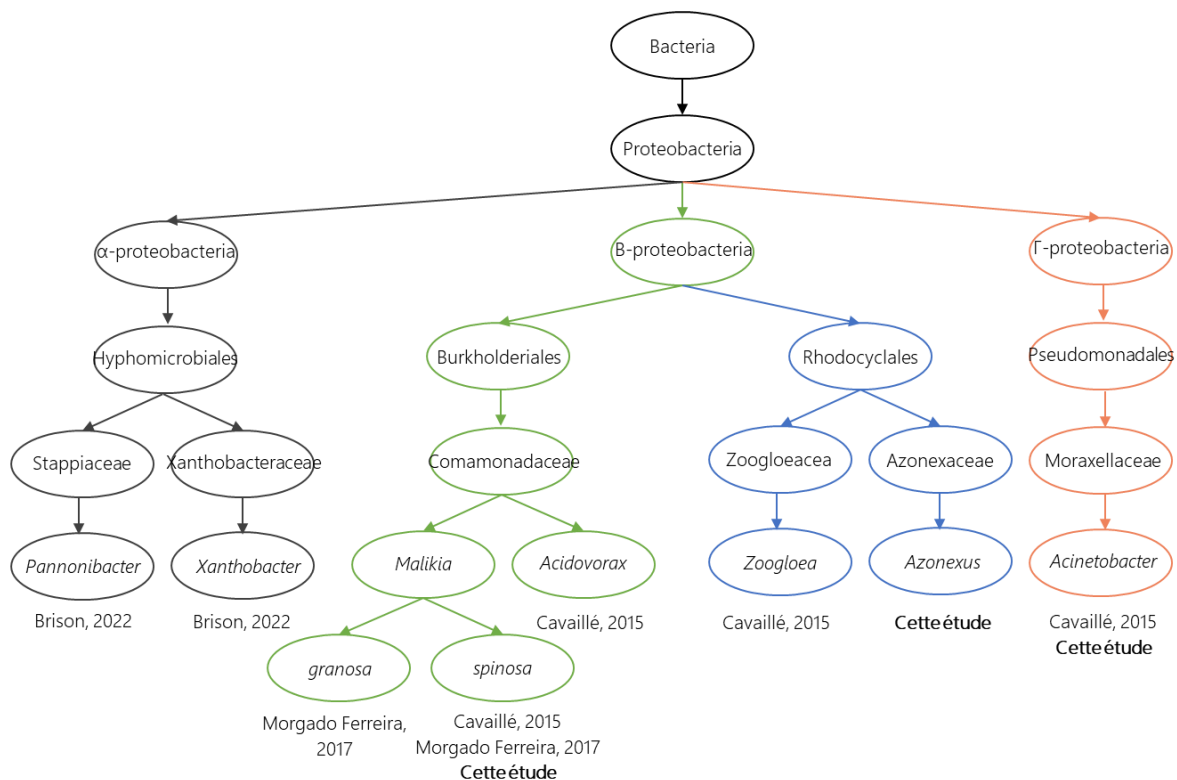 Bacteria
Proteobacteria
α-proteobacteria
Β-proteobacteria
Γ-proteobacteria
Hyphomicrobiales
Burkholderiales
Rhodocyclales
Pseudomonadales
Stappiaceae
Xanthobacteraceae
Comamonadaceae
Zoogloeacea
Azonexaceae
Moraxellaceae
Pannonibacter
Xanthobacter
Malikia
Acidovorax
Zoogloea
Azonexus
Acinetobacter
Brison, 2022
Brison, 2022
Cavaillé, 2015
Cavaillé, 2015
Cette étude
Cavaillé, 2015
Cette étude
granosa
spinosa
Morgado Ferreira,
2017
Cavaillé, 2015
Morgado Ferreira, 2017
Cette étude